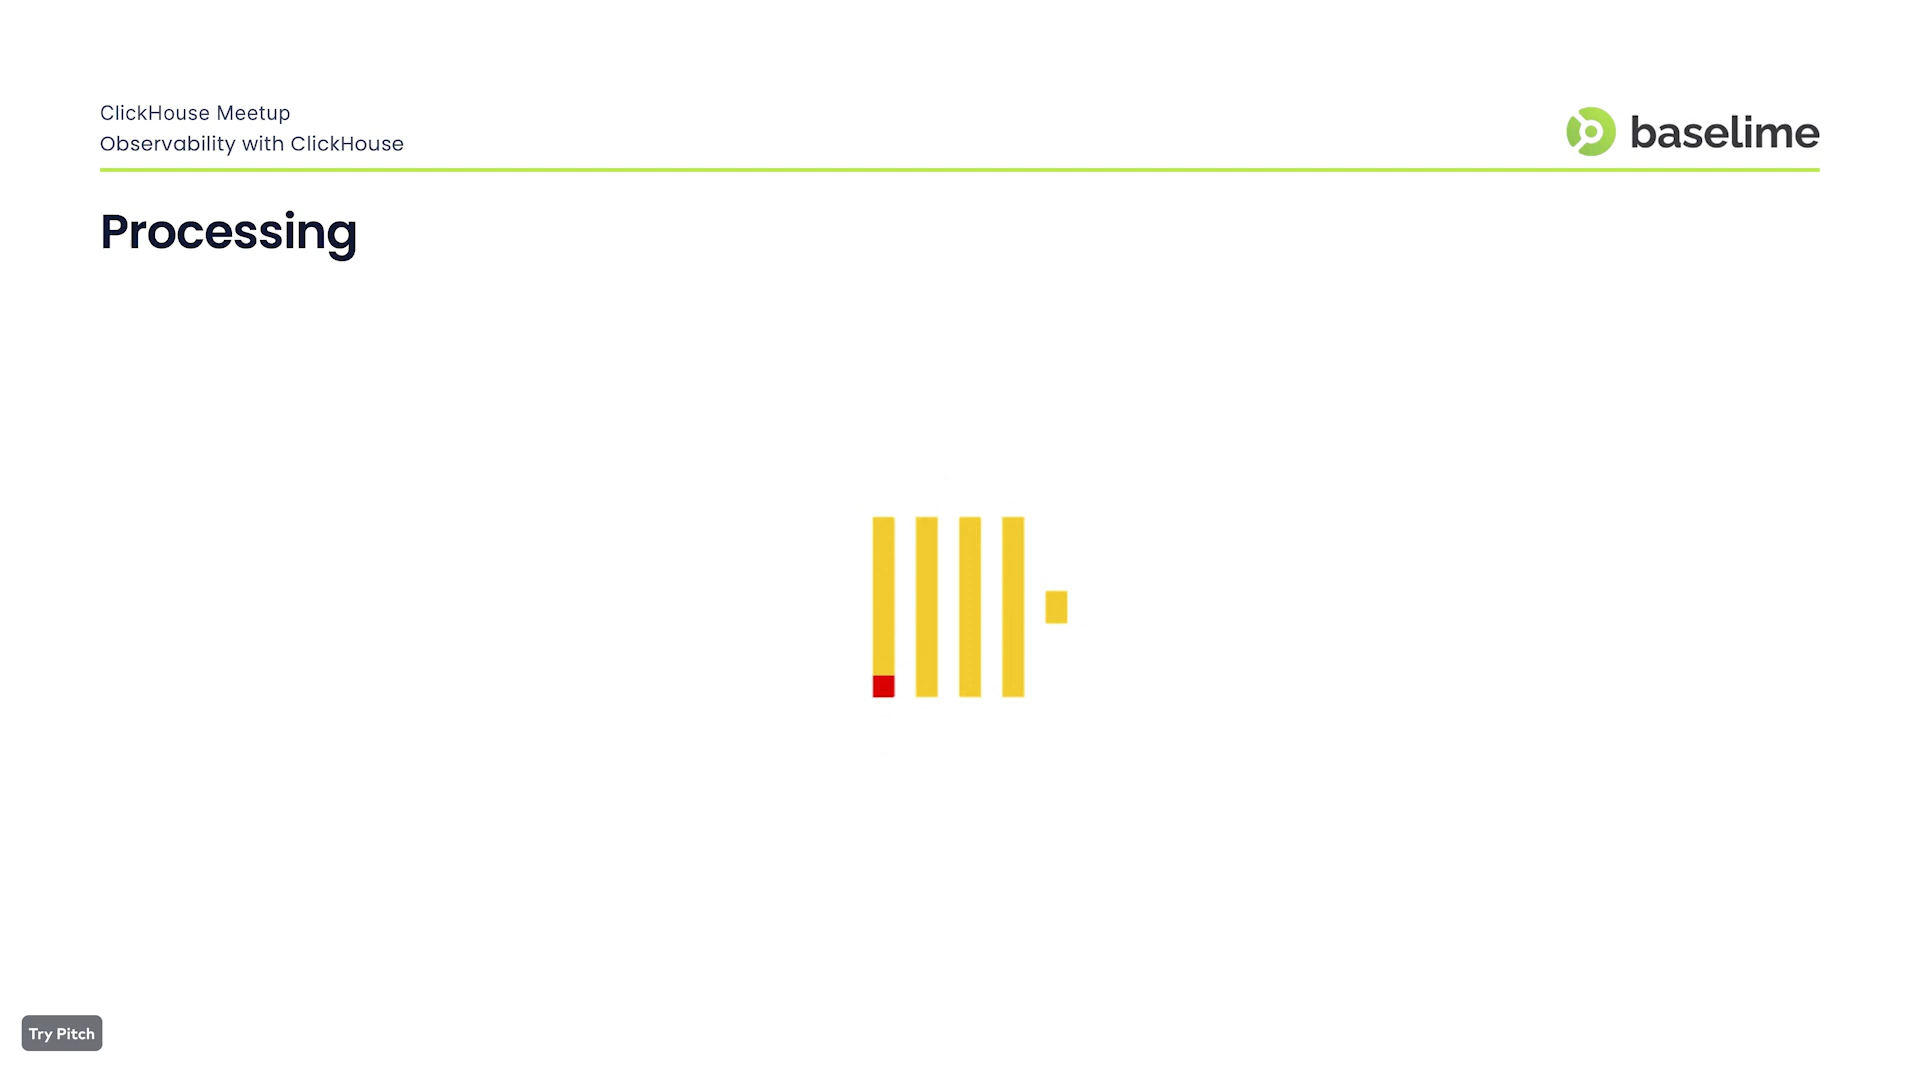 ClickHouse Meetup
Observability with ClickHouse
baselime
Processing
Try Pitch